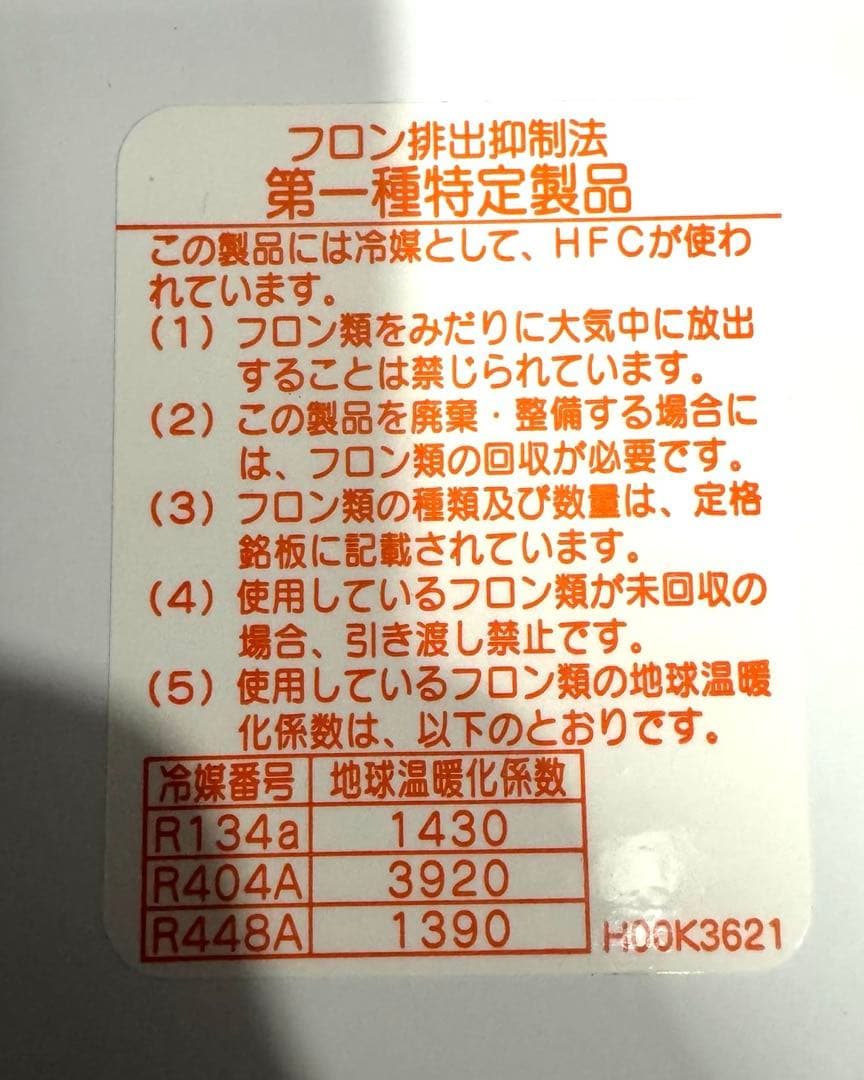 フロン排出抑制法
第一種特定製品
この製品には冷媒として、HFCが使わ
れています。
(1) フロン類をみだりに大気中に放出
することは禁じられています。
(2) この製品を廃棄・整備する場合に
は、フロン類の回収が必要です。
(3) フロン類の種類及び数量は、定格
銘板に記載されています。
(4) 使用しているフロン類が未回収の
場合、引き渡し禁止です。
(5) 使用しているフロン類の地球温暖
化係数は、以下のとおりです。
冷媒番号 地球温暖化係数
R134a 1430
R404A 3920
R448A 1390
H00K3621